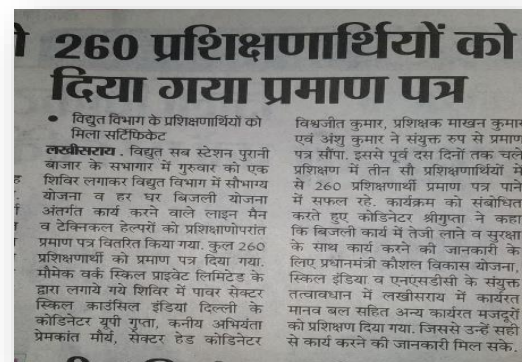 260 प्रशिक्षणार्थियों को
दिया गया प्रमाण पत्र
• विद्युत विभाग के प्रशिक्षणार्थियों को
मिला सर्टिफिकेट
लखीसराय. विद्युत सब स्टेशन पुरानी
बाजार के सभागार में गुरुवार को एक
शिविर लगाकर विद्युत विभाग में सौभाग्य
योजना व हर घर बिजली योजना
अंतर्गत कार्य करने वाले लाइन मैन
व टेक्निकल हेल्परों को प्रशिक्षणोपरांत
प्रमाण पत्र वितरित किया गया. कुल 260
प्रशिक्षणार्थी को प्रमाण पत्र दिया गया.
मौमेक वर्क स्किल प्राइवेट लिमिटेड के
द्वारा लगाये गये शिविर में पावर सेक्टर
स्किल काउंसिल इंडिया दिल्ली के
कोडिनेटर यूपी गुप्ता, कनीय अभियंता
प्रेमकांत मौर्य, सेक्टर हेड कोडिनेटर
विश्वजीत कुमार, प्रशिक्षक माखन कुमार
एवं अंशु कुमार ने संयुक्त रुप से प्रमाण
पत्र सौंपा. इससे पूर्व दस दिनों तक चले
प्रशिक्षण में तीन सौ प्रशिक्षणार्थियों में
से 260 प्रशिक्षणार्थी प्रमाण पत्र पाने
में सफल रहे. कार्यक्रम को संबोधित
करते हुए कोडिनेटर श्रीगुप्ता ने कहा
कि बिजली कार्य में तेजी लाने व सुरक्षा
के साथ कार्य करने की जानकारी के
लिए प्रधानमंत्री कौशल विकास योजना,
स्किल इंडिया व एनएसडीसी के संयुक्त
तत्वावधान में लखीसराय में कार्यरत
मानव बल सहित अन्य कार्यरत मजदूरों
को प्रशिक्षण दिया गया. जिससे उन्हें सही
से कार्य करने की जानकारी मिल सके.